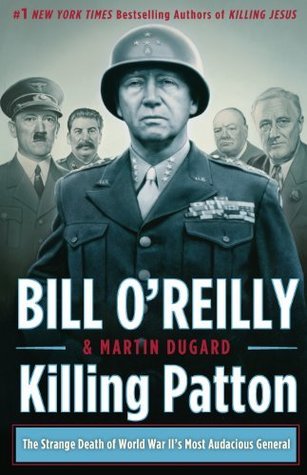 #1 NEW YORK TIMES Bestselling Authors of KILLING JESUS
BILL O'REILLY
& MARTIN DUGARD
Killing Patton
The Strange Death of World War II's Most Audacious General